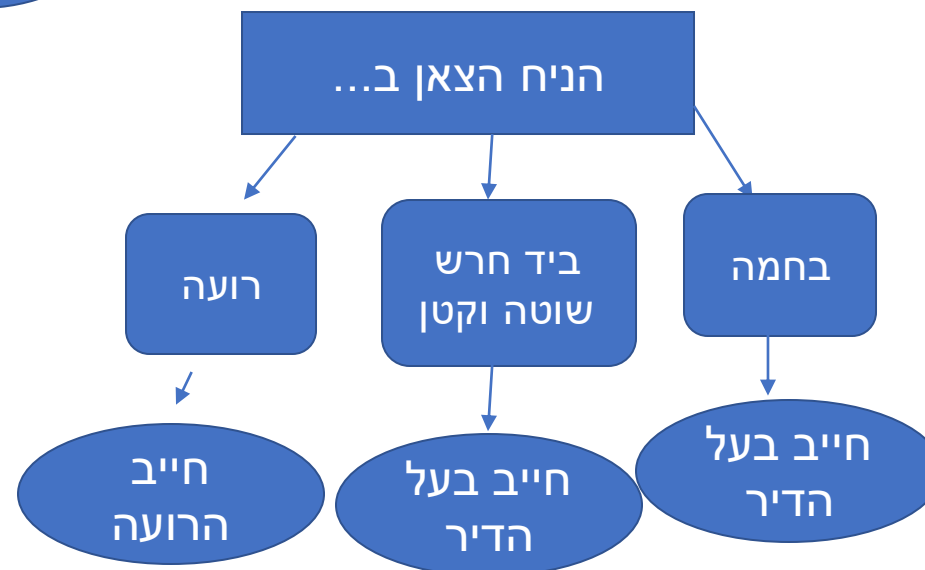 הניח הצאן ב...
בחמה
ביד חרש
שוטה וקטן
רועה
חייב בעל
הדיר
חייב בעל
הדיר
חייב
הרועה